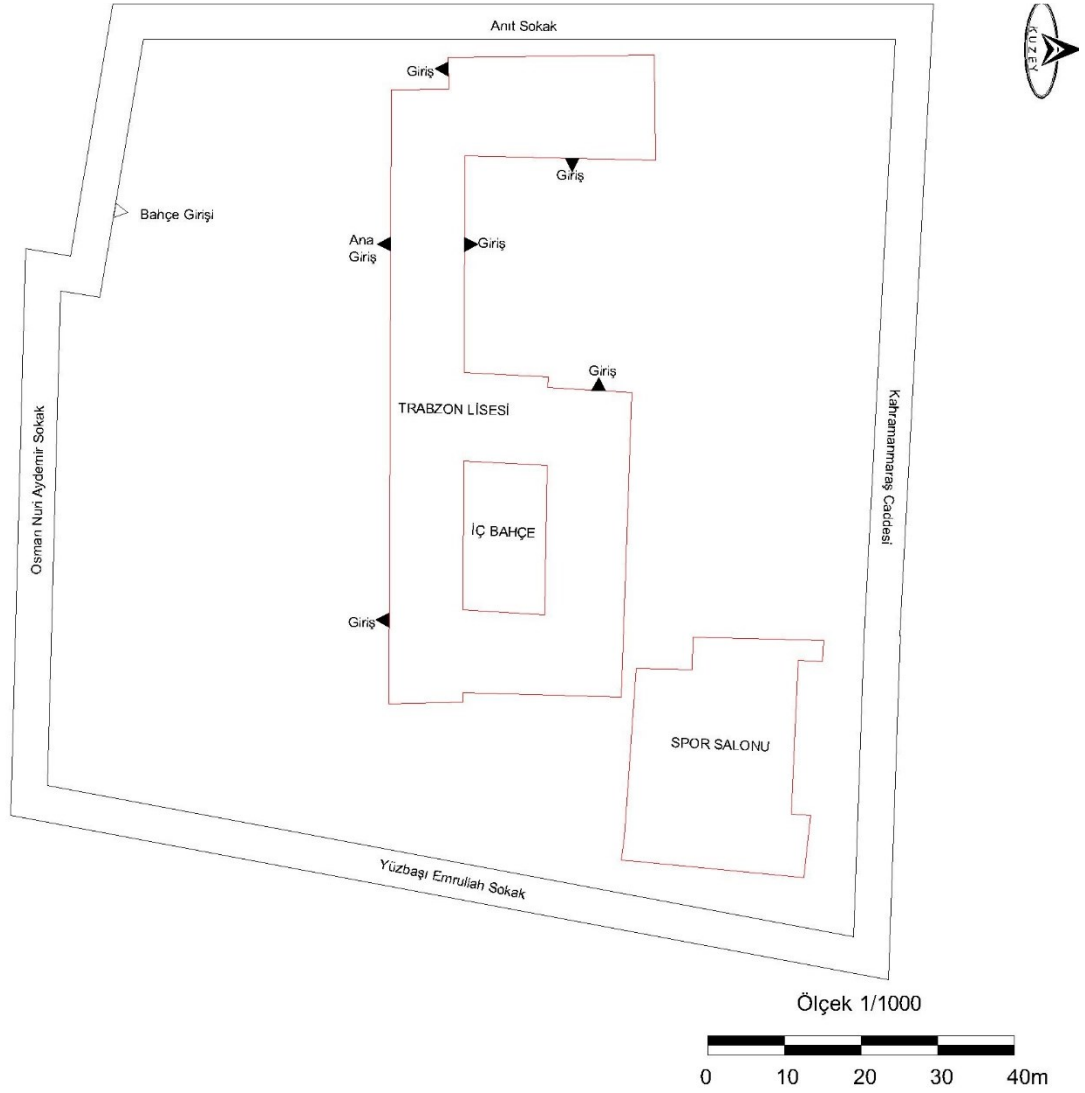 Anıt Sokak
KUZEY
Giriş
Giriş
Bahçe Girişi
Ana
Giriş
Giriş
Giriş
TRABZON LİSESİ
Kahramanmaraş Caddesi
Osman Nuri Aydemir Sokak
İÇ BAHÇE
Giriş
SPOR SALONU
Yüzbaşı Emrullah Sokak
Ölçek 1/1000
0 10 20 30 40m